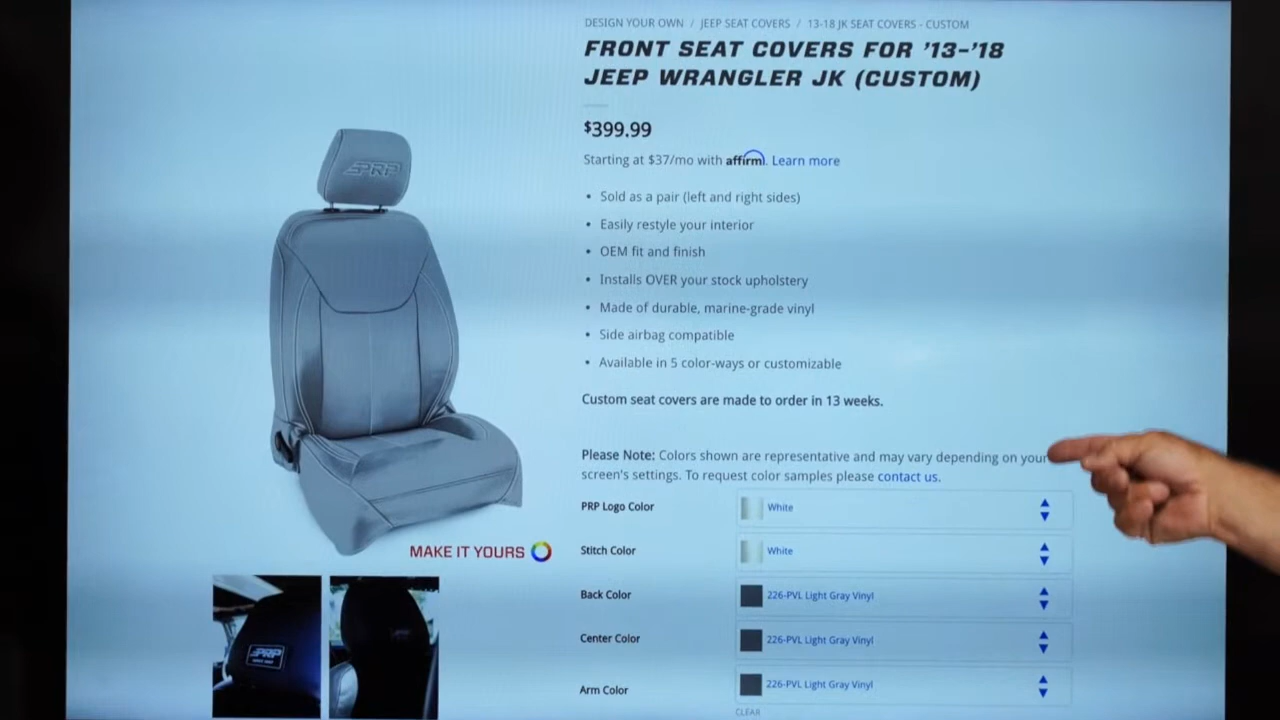 DESIGN YOUR OWN / JEEP SEAT COVERS / 13-18 JK SEAT COVERS - CUSTOM
FRONT SEAT COVERS FOR ’13-’18
JEEP WRANGLER JK (CUSTOM)
$399.99
Starting at $37/mo with affirm. Learn more
• Sold as a pair (left and right sides)
• Easily restyle your interior
• OEM fit and finish
• Installs OVER your stock upholstery
• Made of durable, marine-grade vinyl
• Side airbag compatible
• Available in 5 color-ways or customizable
Custom seat covers are made to order in 13 weeks.
Please Note: Colors shown are representative and may vary depending on your
screen's settings. To request color samples please contact us.
PRP Logo Color White
Stitch Color White
Back Color 226-PVL Light Gray Vinyl
Center Color 226-PVL Light Gray Vinyl
Arm Color 226-PVL Light Gray Vinyl
CLEAR
PRP
MAKE IT YOURS
PRP